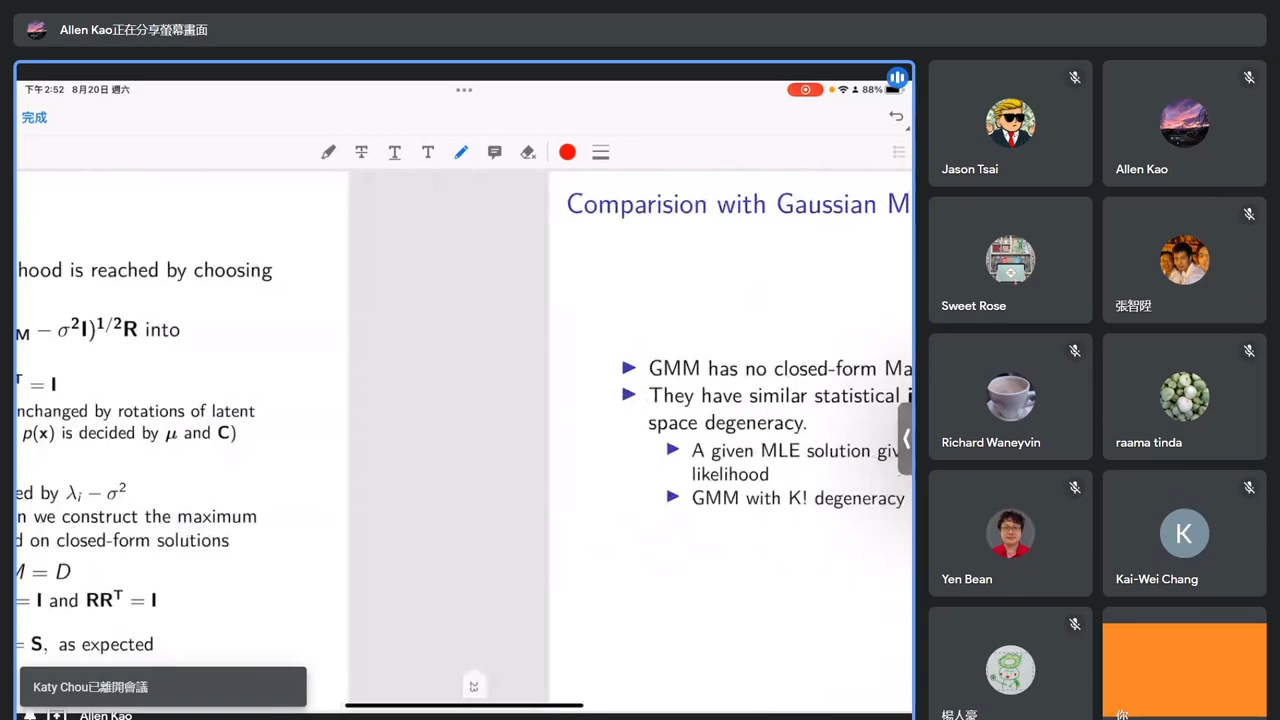 Allen Kao正在分享螢幕畫面
下午2:52 8月20日 週六
88%
完成
hood is reached by choosing
M − σ²I)^1/2R into
T = I
nchanged by rotations of latent
p(x) is decided by μ and C)
ed by λi − σ²
n we construct the maximum
d on closed-form solutions
M = D
= I and RR^T = I
= S, as expected
23
Comparision with Gaussian M
GMM has no closed-form Ma
They have similar statistical i
space degeneracy.
A given MLE solution giv
likelihood
GMM with K! degeneracy
Katy Chou已離開會議
Allen Kao
Jason Tsai
Allen Kao
Sweet Rose
張智陞
Richard Waneyvin
raama tinda
Yen Bean
K
Kai-Wei Chang
楊人豪
你